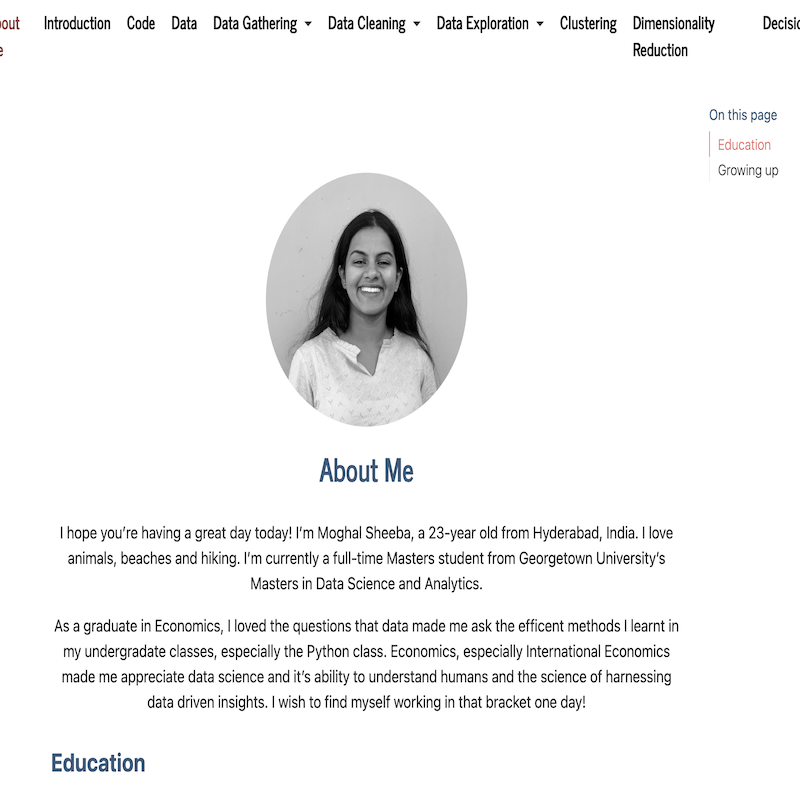 out Introduction Code Data Data Gathering Data Cleaning Data Exploration Clustering Dimensionality Decisio
e Reduction
On this page
Education
Growing up
About Me
I hope you're having a great day today! I'm Moghal Sheeba, a 23-year old from Hyderabad, India. I love
animals, beaches and hiking. I'm currently a full-time Masters student from Georgetown University's
Masters in Data Science and Analytics.
As a graduate in Economics, I loved the questions that data made me ask the efficent methods I learnt in
my undergradate classes, especially the Python class. Economics, especially International Economics
made me appreciate data science and it's ability to understand humans and the science of harnessing
data driven insights. I wish to find myself working in that bracket one day!
Education